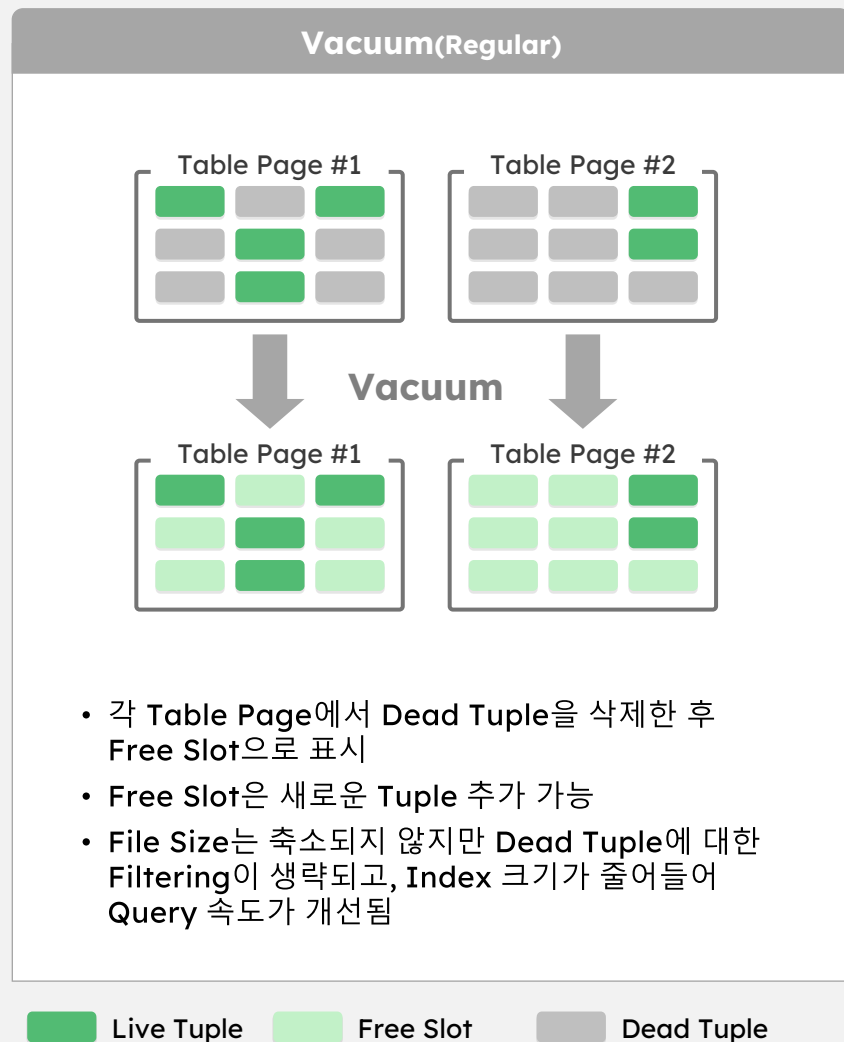 Vacuum(Regular)
Table Page #1
Table Page #2
Vacuum
Table Page #1
Table Page #2
• 각 Table Page에서 Dead Tuple을 삭제한 후
Free Slot으로 표시
• Free Slot은 새로운 Tuple 추가 가능
• File Size는 축소되지 않지만 Dead Tuple에 대한
Filtering이 생략되고, Index 크기가 줄어들어
Query 속도가 개선됨
Live Tuple
Free Slot
Dead Tuple